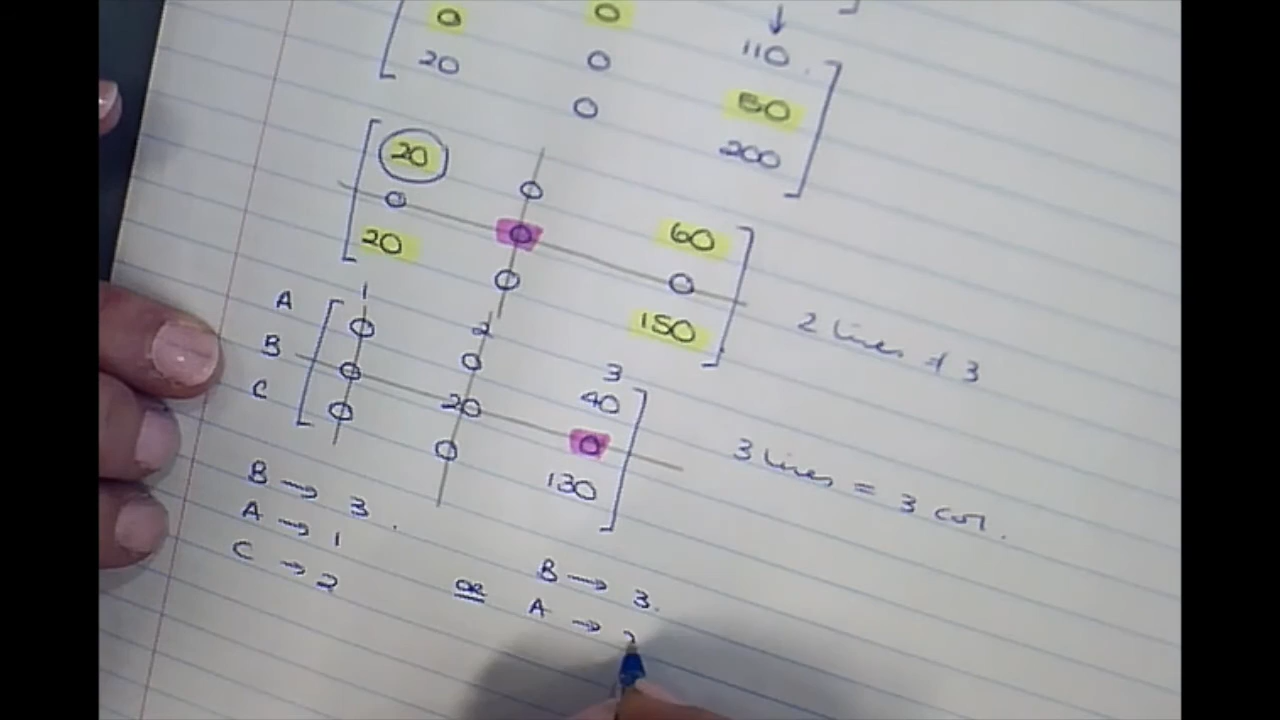 0 0 110
20 0 50
0 200
20 0
0 0 60
20 0 0
150
2 lines ≠ 3
1 2 3
A 0 0 40
B 0 20 0
C 0 0 130
3 lines = 3 col.
B → 3.
A → 1
C → 2
OR
B → 3.
A →